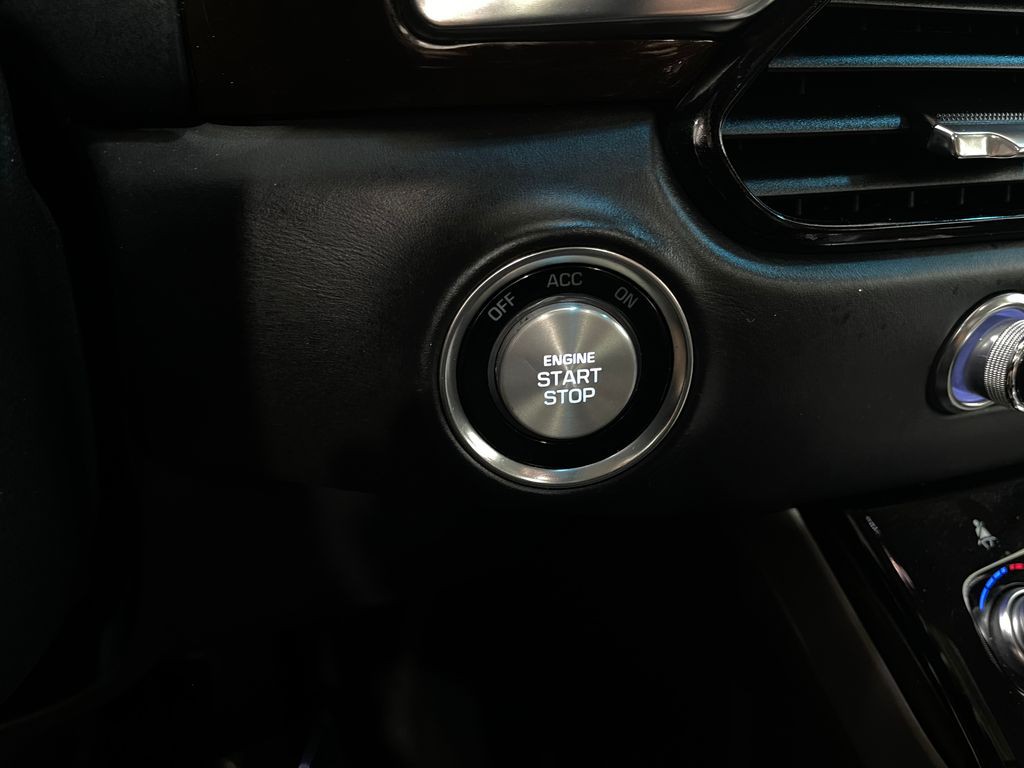 OFF ACC ON
ENGINE
START
STOP